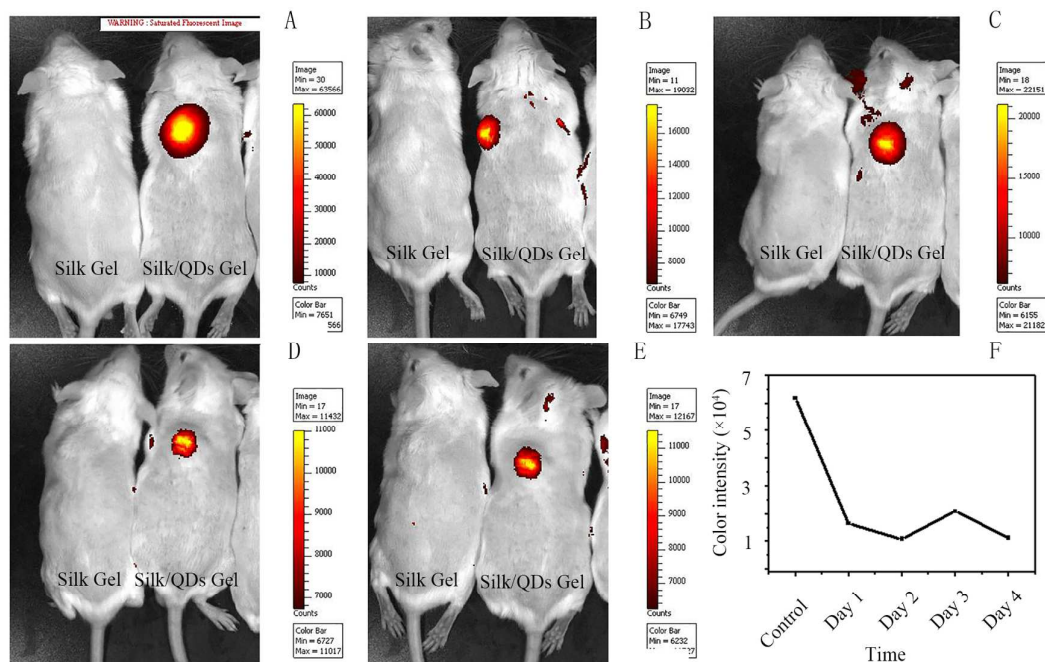 WARNING : Saturated Fluorescent Image
A
Image
Min = 30
Max = 63566
60000
50000
40000
30000
20000
10000
Counts
Color Bar
Min = 7651
566
Silk Gel
Silk/QDs Gel
B
Image
Min = 11
Max = 19032
16000
14000
12000
10000
8000
Counts
Color Bar
Min = 6749
Max = 17743
Silk Gel
Silk/QDs Gel
C
Image
Min = 18
Max = 22151
20000
15000
10000
Counts
Color Bar
Min = 6155
Max = 21182
Silk Gel
Silk/QDs Gel
D
Image
Min = 17
Max = 11432
11000
10000
9000
8000
7000
Counts
Color Bar
Min = 6727
Max = 11017
Silk Gel
Silk/QDs Gel
E
Image
Min = 17
Max = 12167
11000
10000
9000
8000
7000
Counts
Color Bar
Min = 6232
Silk Gel
Silk/QDs Gel
F
Color intensity (×10⁴)
7
5
3
1
Control
Day 1
Day 2
Day 3
Day 4
Time